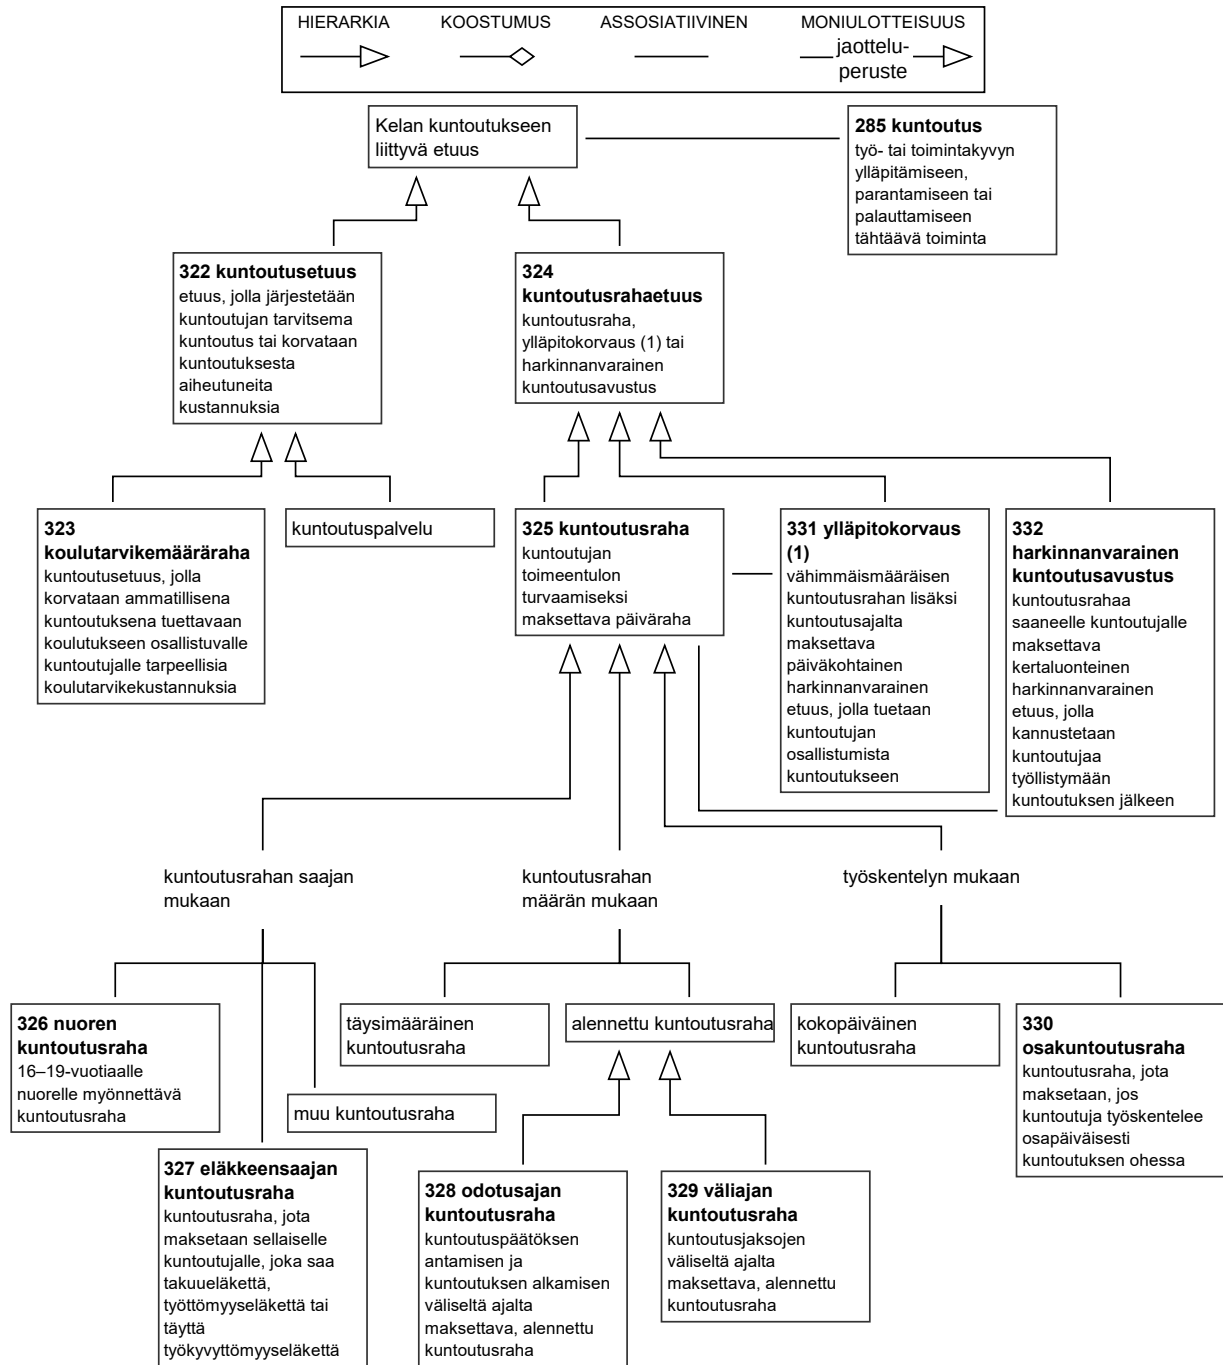 HIERARKIA
KOOSTUMUS
ASSOSIATIIVINEN
MONIULOTTEISUUS
jaottelu-
peruste
Kelan kuntoutukseen
liittyvä etuus
285 kuntoutus
työ- tai toimintakyvyn
ylläpitämiseen,
parantamiseen tai
palauttamiseen
tähtäävä toiminta
322 kuntoutusetuus
etuus, jolla järjestetään
kuntoutujan tarvitsema
kuntoutus tai korvataan
kuntoutuksesta
aiheutuneita
kustannuksia
324
kuntoutusrahaetuus
kuntoutusraha,
ylläpitokorvaus (1) tai
harkinnanvarainen
kuntoutusavustus
323
koulutarvikemääräraha
kuntoutusetuus, jolla
korvataan ammatillisena
kuntoutuksena tuettavaan
koulutukseen osallistuvalle
kuntoutujalle tarpeellisia
koulutarvikekustannuksia
kuntoutuspalvelu
325 kuntoutusraha
kuntoutujan
toimeentulon
turvaamiseksi
maksettava päiväraha
331 ylläpitokorvaus
(1)
vähimmäismääräisen
kuntoutusrahan lisäksi
kuntoutusajalta
maksettava
päiväkohtainen
harkinnanvarainen
etuus, jolla tuetaan
kuntoutujan
osallistumista
kuntoutukseen
332
harkinnanvarainen
kuntoutusavustus
kuntoutusrahaa
saaneelle kuntoutujalle
maksettava
kertaluonteinen
harkinnanvarainen
etuus, jolla
kannustetaan
kuntoutujaa
työllistymään
kuntoutuksen jälkeen
kuntoutusrahan saajan
mukaan
kuntoutusrahan
määrän mukaan
työskentelyn mukaan
326 nuoren
kuntoutusraha
16–19-vuotiaalle
nuorelle myönnettävä
kuntoutusraha
muu kuntoutusraha
327 eläkkeensaajan
kuntoutusraha
kuntoutusraha, jota
maksetaan sellaiselle
kuntoutujalle, joka saa
takuueläkettä,
työttömyyseläkettä tai
täyttä
työkyvyttömyyseläkettä
täysimääräinen
kuntoutusraha
alennettu kuntoutusraha
328 odotusajan
kuntoutusraha
kuntoutuspäätöksen
antamisen ja
kuntoutuksen alkamisen
väliseltä ajalta
maksettava, alennettu
kuntoutusraha
329 väliajan
kuntoutusraha
kuntoutusjaksojen
väliseltä ajalta
maksettava, alennettu
kuntoutusraha
kokopäiväinen
kuntoutusraha
330
osakuntoutusraha
kuntoutusraha, jota
maksetaan, jos
kuntoutuja työskentelee
osapäiväisesti
kuntoutuksen ohessa